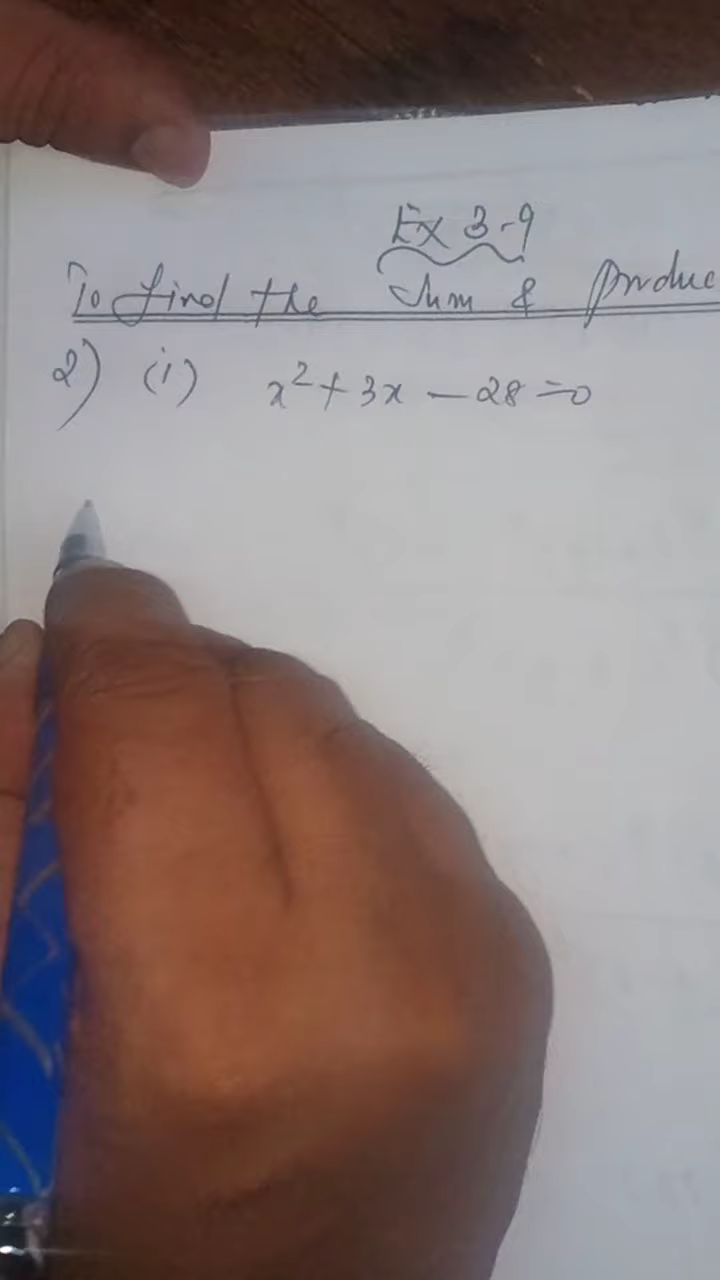 Ex 3.9
To find the Sum & Produc
2) (i) x² + 3x - 28 = 0